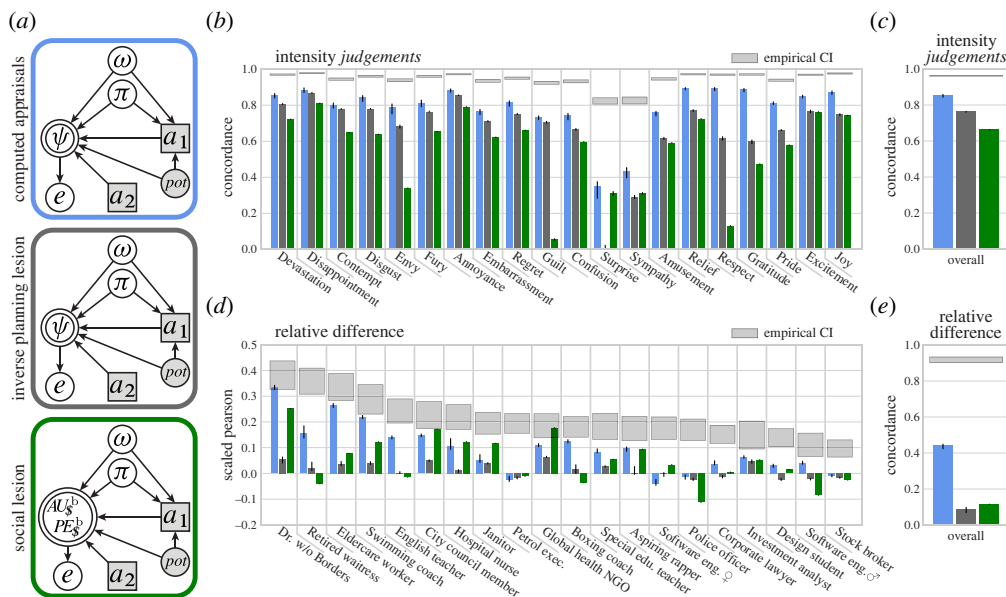 (a)
computed appraisals
ω
π
ψ
a₁
e
a₂
pot
inverse planning lesion
ω
π
ψ
a₁
e
a₂
pot
social lesion
ω
π
AU$ᵇ
PE$ᵇ
a₁
e
a₂
pot
(b)
intensity judgements
empirical CI
concordance
1.0
0.8
0.6
0.4
0.2
0.0
Devastation
Disappointment
Contempt
Disgust
Envy
Fury
Annoyance
Embarrassment
Regret
Guilt
Confusion
Surprise
Sympathy
Amusement
Relief
Respect
Gratitude
Pride
Excitement
Joy
(c)
intensity
judgements
concordance
1.0
0.8
0.6
0.4
0.2
0.0
overall
(d)
relative difference
empirical CI
scaled pearson
0.5
0.4
0.3
0.2
0.1
0.0
−0.1
−0.2
Dr. w/o Borders
Retired waitress
Eldercare worker
Swimming coach
English teacher
City council member
Hospital nurse
Janitor
Petrol exec.
Global health NGO
Boxing coach
Special edu. teacher
Aspiring rapper
Software eng. ♀
Police officer
Corporate lawyer
Investment analyst
Design student
Software eng. ♂
Stock broker
(e)
relative
difference
concordance
1.0
0.8
0.6
0.4
0.2
0.0
overall